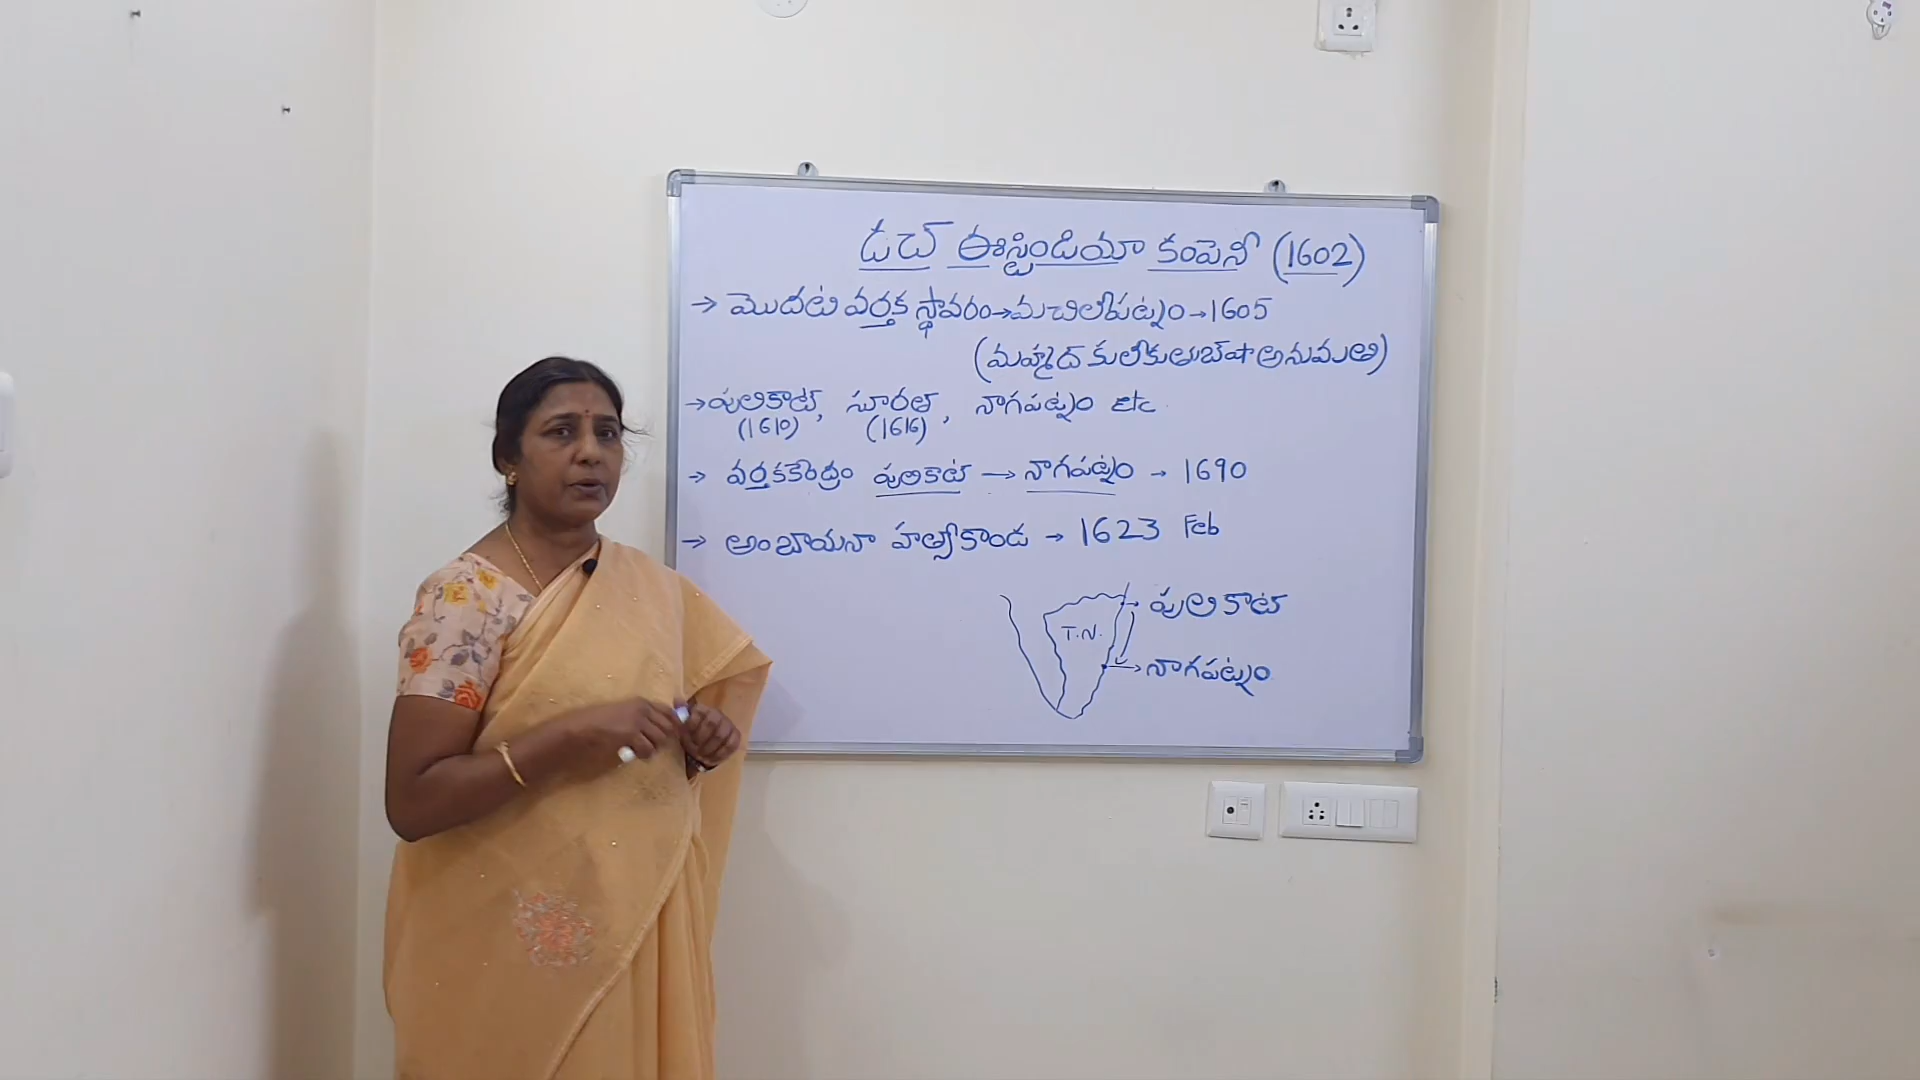 డచ్ ఈస్టిండియా కంపెనీ (1602)
→ మొదట వర్తక స్థావరం → మచిలీపట్నం → 1605
(మహ్మద్ కులీకుతుబ్‌షా అనుమతి)
→ పులికాట్, సూరత్, నాగపట్నం etc
(1610) (1616)
→ వర్తకకేంద్రం పులికాట్ → నాగపట్నం → 1690
→ అంబాయనా హత్యాకాండ → 1623 Feb
పులికాట్
T.N.
నాగపట్నం